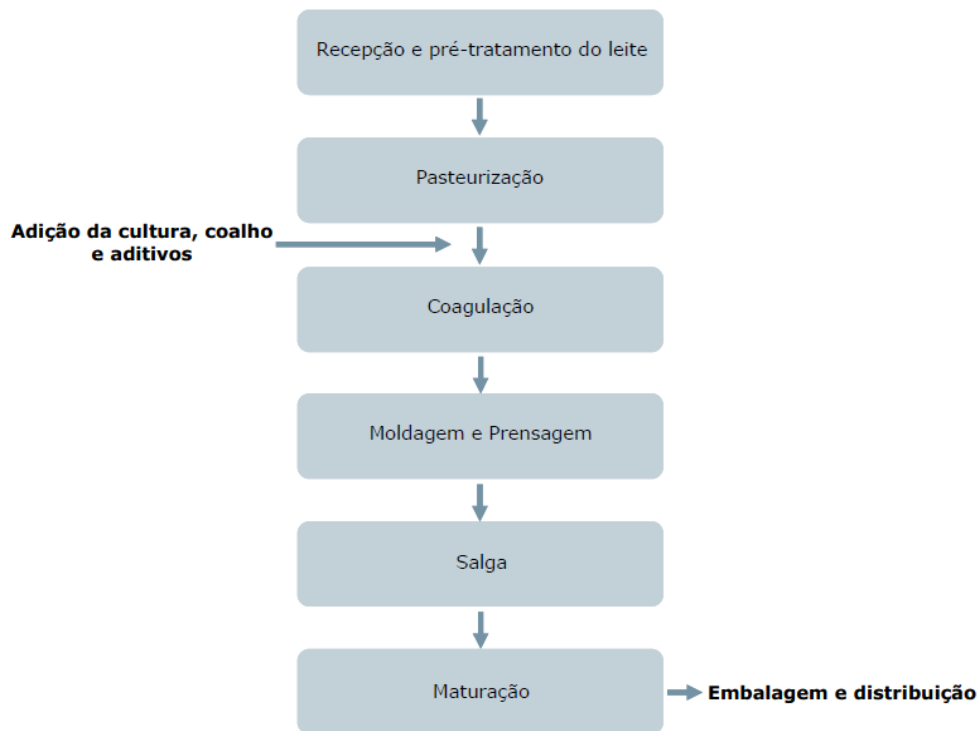 Recepção e pré-tratamento do leite
Pasteurização
Adição da cultura, coalho
e aditivos
Coagulação
Moldagem e Prensagem
Salga
Maturação
Embalagem e distribuição